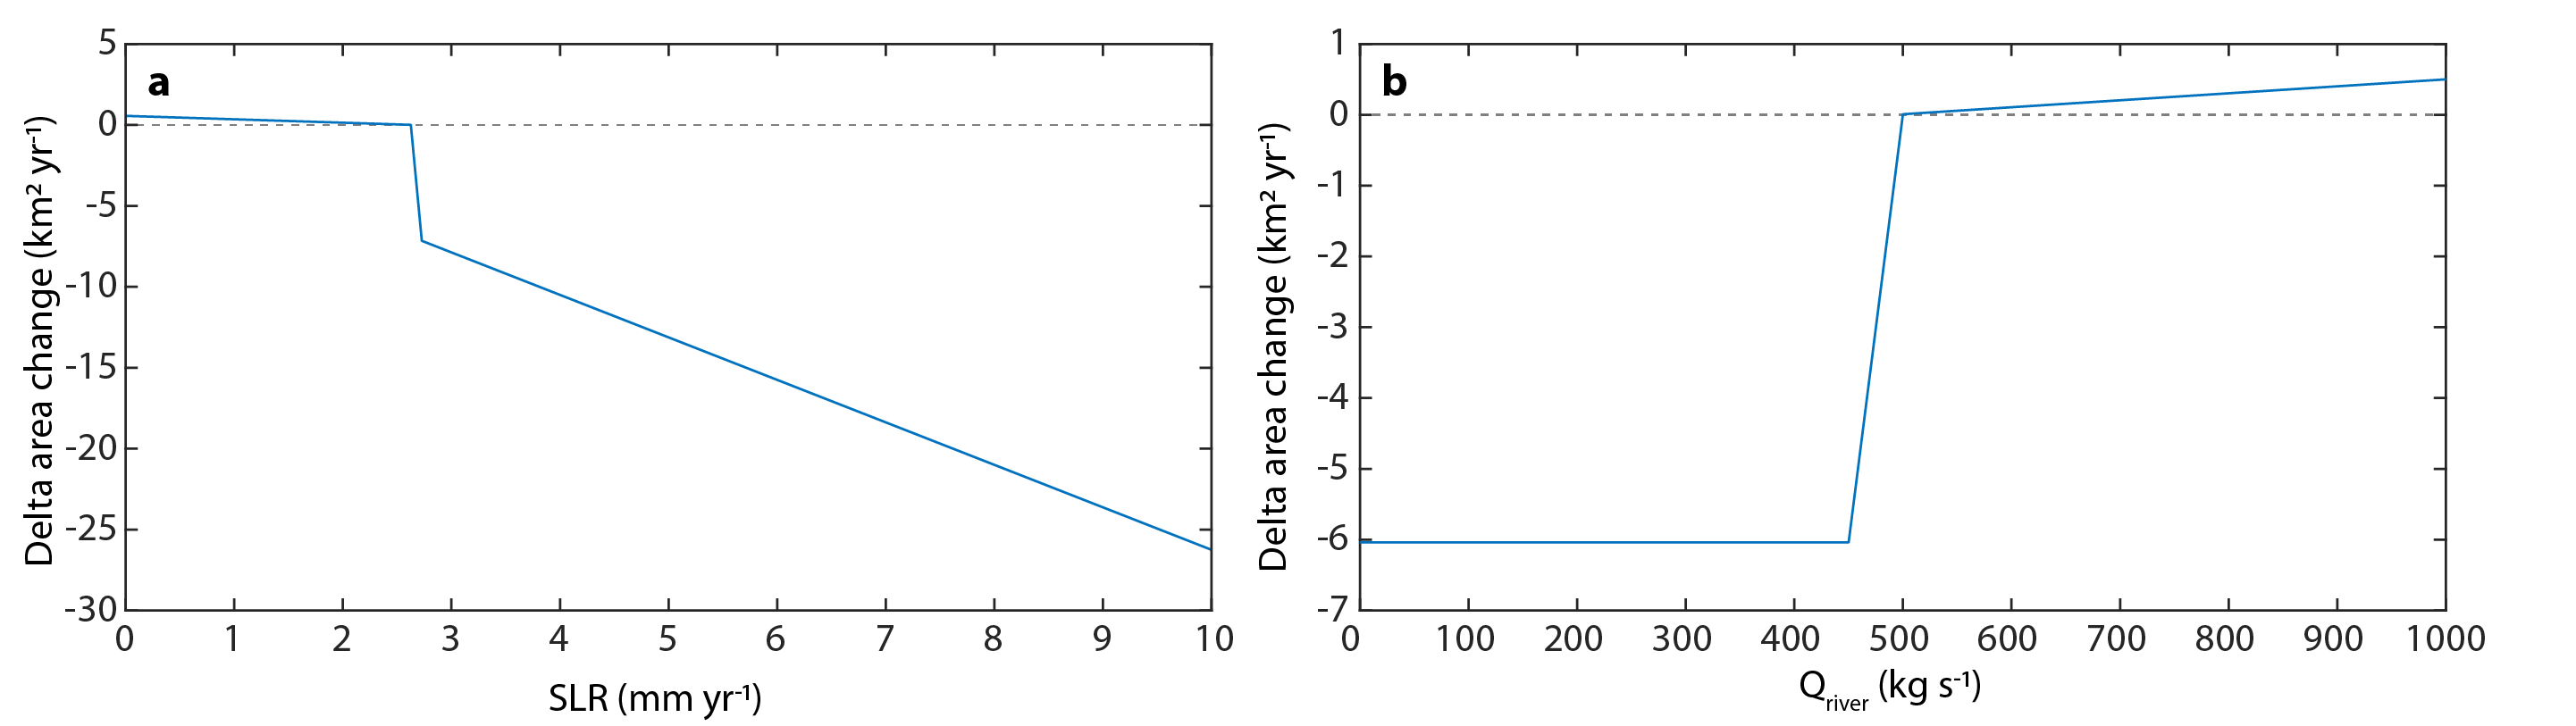 a
5
0
-5
-10
-15
-20
-25
-30
Delta area change (km² yr⁻¹)
0 1 2 3 4 5 6 7 8 9 10
SLR (mm yr⁻¹)
b
1
0
-1
-2
-3
-4
-5
-6
-7
Delta area change (km² yr⁻¹)
0 100 200 300 400 500 600 700 800 900 1000
Qriver (kg s⁻¹)